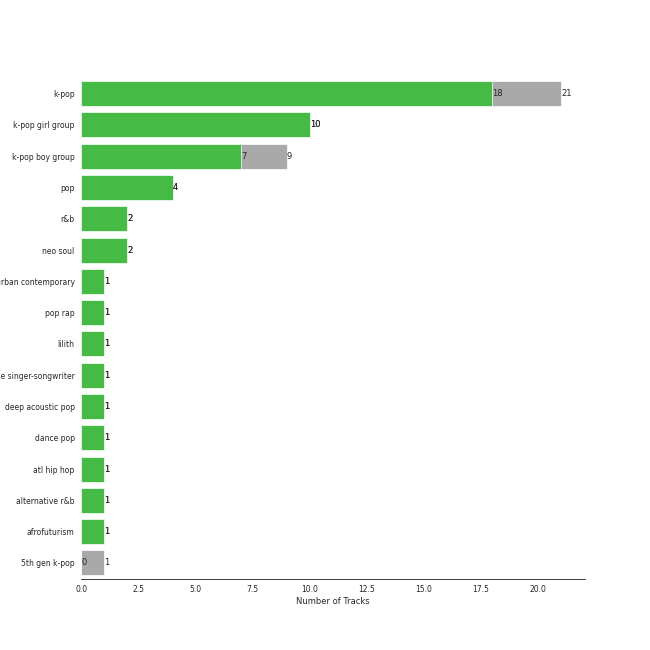 k-pop 18 21
k-pop girl group 10
k-pop boy group 7 9
pop 4
r&b 2
neo soul 2
rban contemporary 1
pop rap 1
lilith 1
e singer-songwriter 1
deep acoustic pop 1
dance pop 1
atl hip hop 1
alternative r&b 1
afrofuturism 1
5th gen k-pop 0 1
0.0 2.5 5.0 7.5 10.0 12.5 15.0 17.5 20.0
Number of Tracks